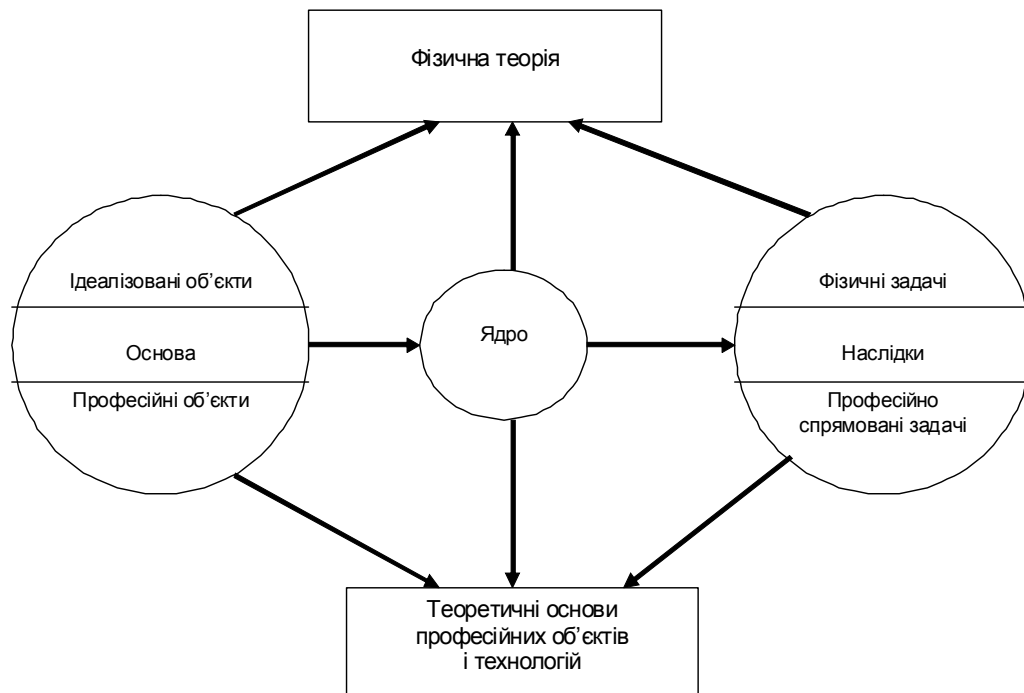 Фізична теорія
Ідеалізовані об’єкти
Основа
Професійні об’єкти
Ядро
Фізичні задачі
Наслідки
Професійно
спрямовані задачі
Теоретичні основи
професійних об’єктів
і технологій